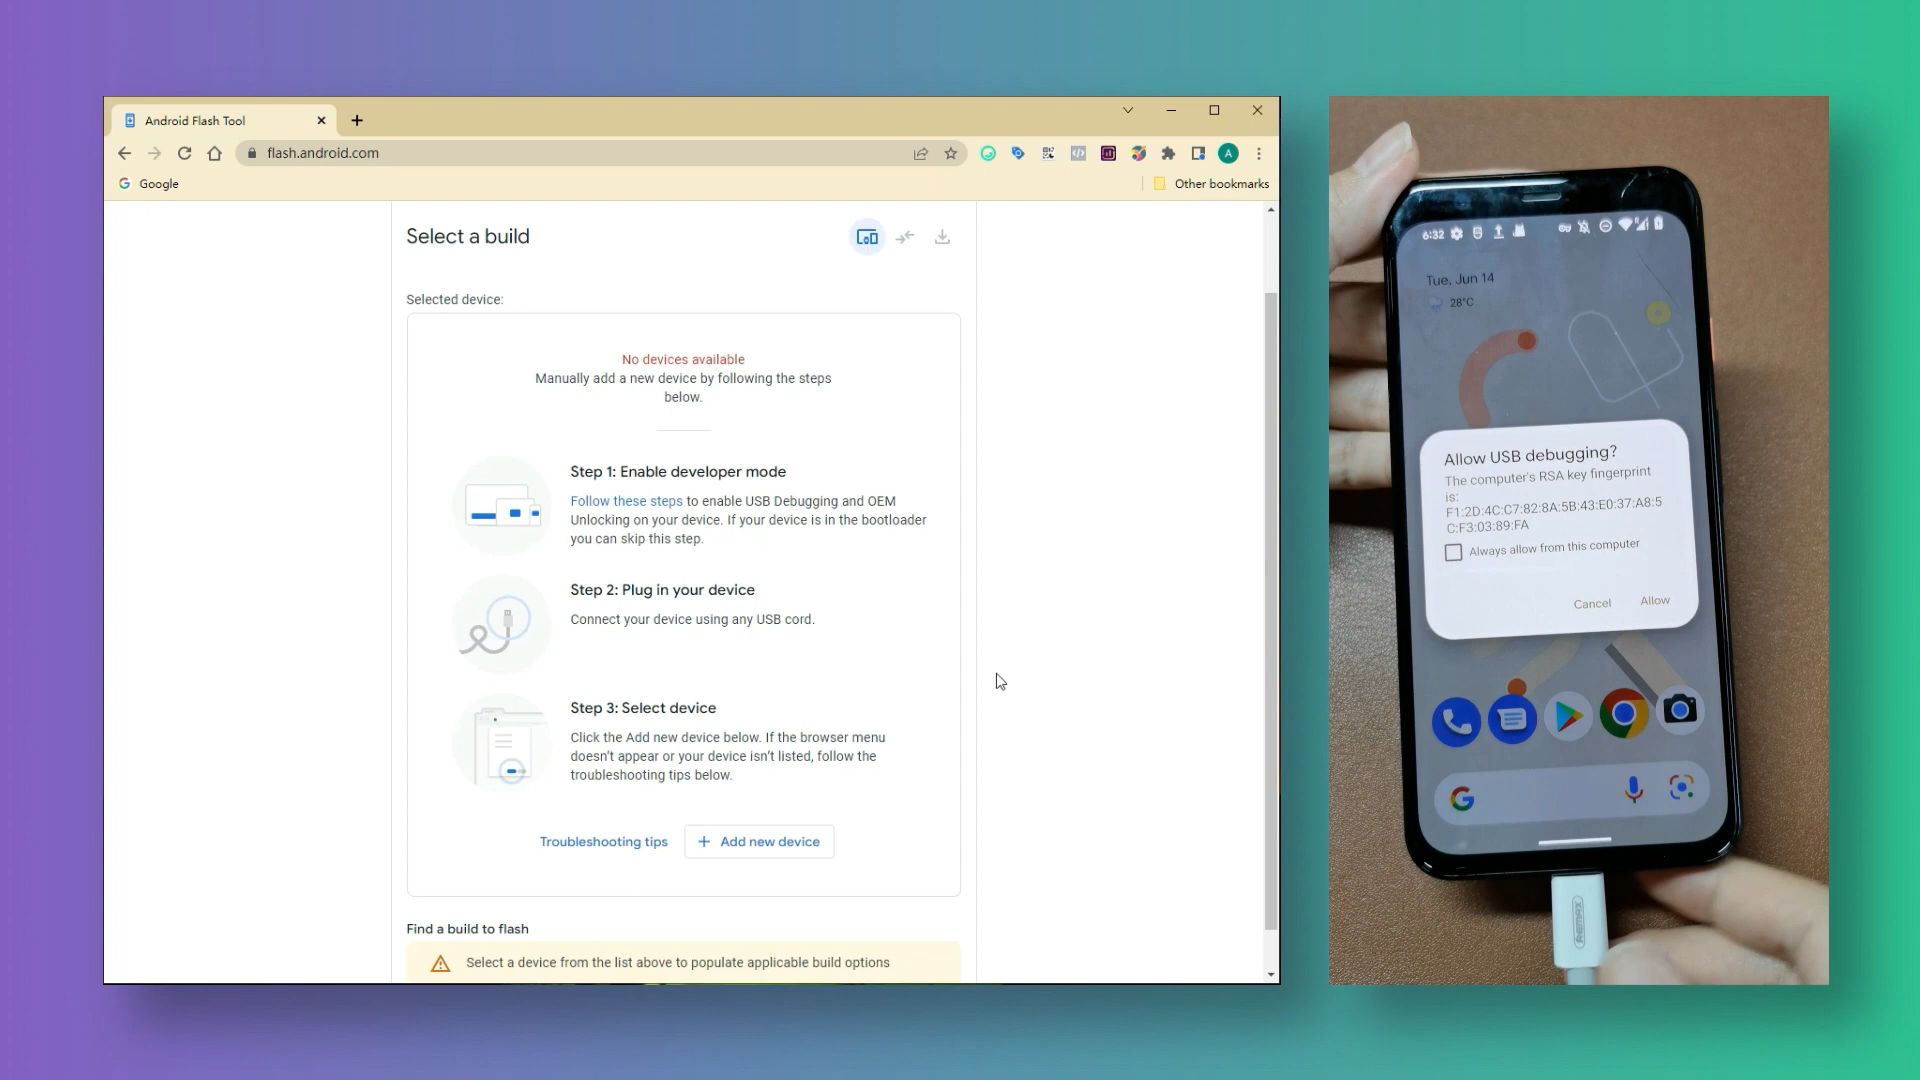 Android Flash Tool
flash.android.com
A
Google
Other bookmarks
Select a build
Selected device:
No devices available
Manually add a new device by following the steps
below.
Step 1: Enable developer mode
Follow these steps to enable USB Debugging and OEM
Unlocking on your device. If your device is in the bootloader
you can skip this step.
Step 2: Plug in your device
Connect your device using any USB cord.
Step 3: Select device
Click the Add new device below. If the browser menu
doesn't appear or your device isn't listed, follow the
troubleshooting tips below.
Troubleshooting tips
+ Add new device
Find a build to flash
Select a device from the list above to populate applicable build options
6:32
Tue, Jun 14
28°C
Allow USB debugging?
The computer's RSA key fingerprint
is:
F1:2D:4C:C7:82:8A:5B:43:E0:37:A8:5
C:F3:03:89:FA
Always allow from this computer
Cancel Allow
REMAX